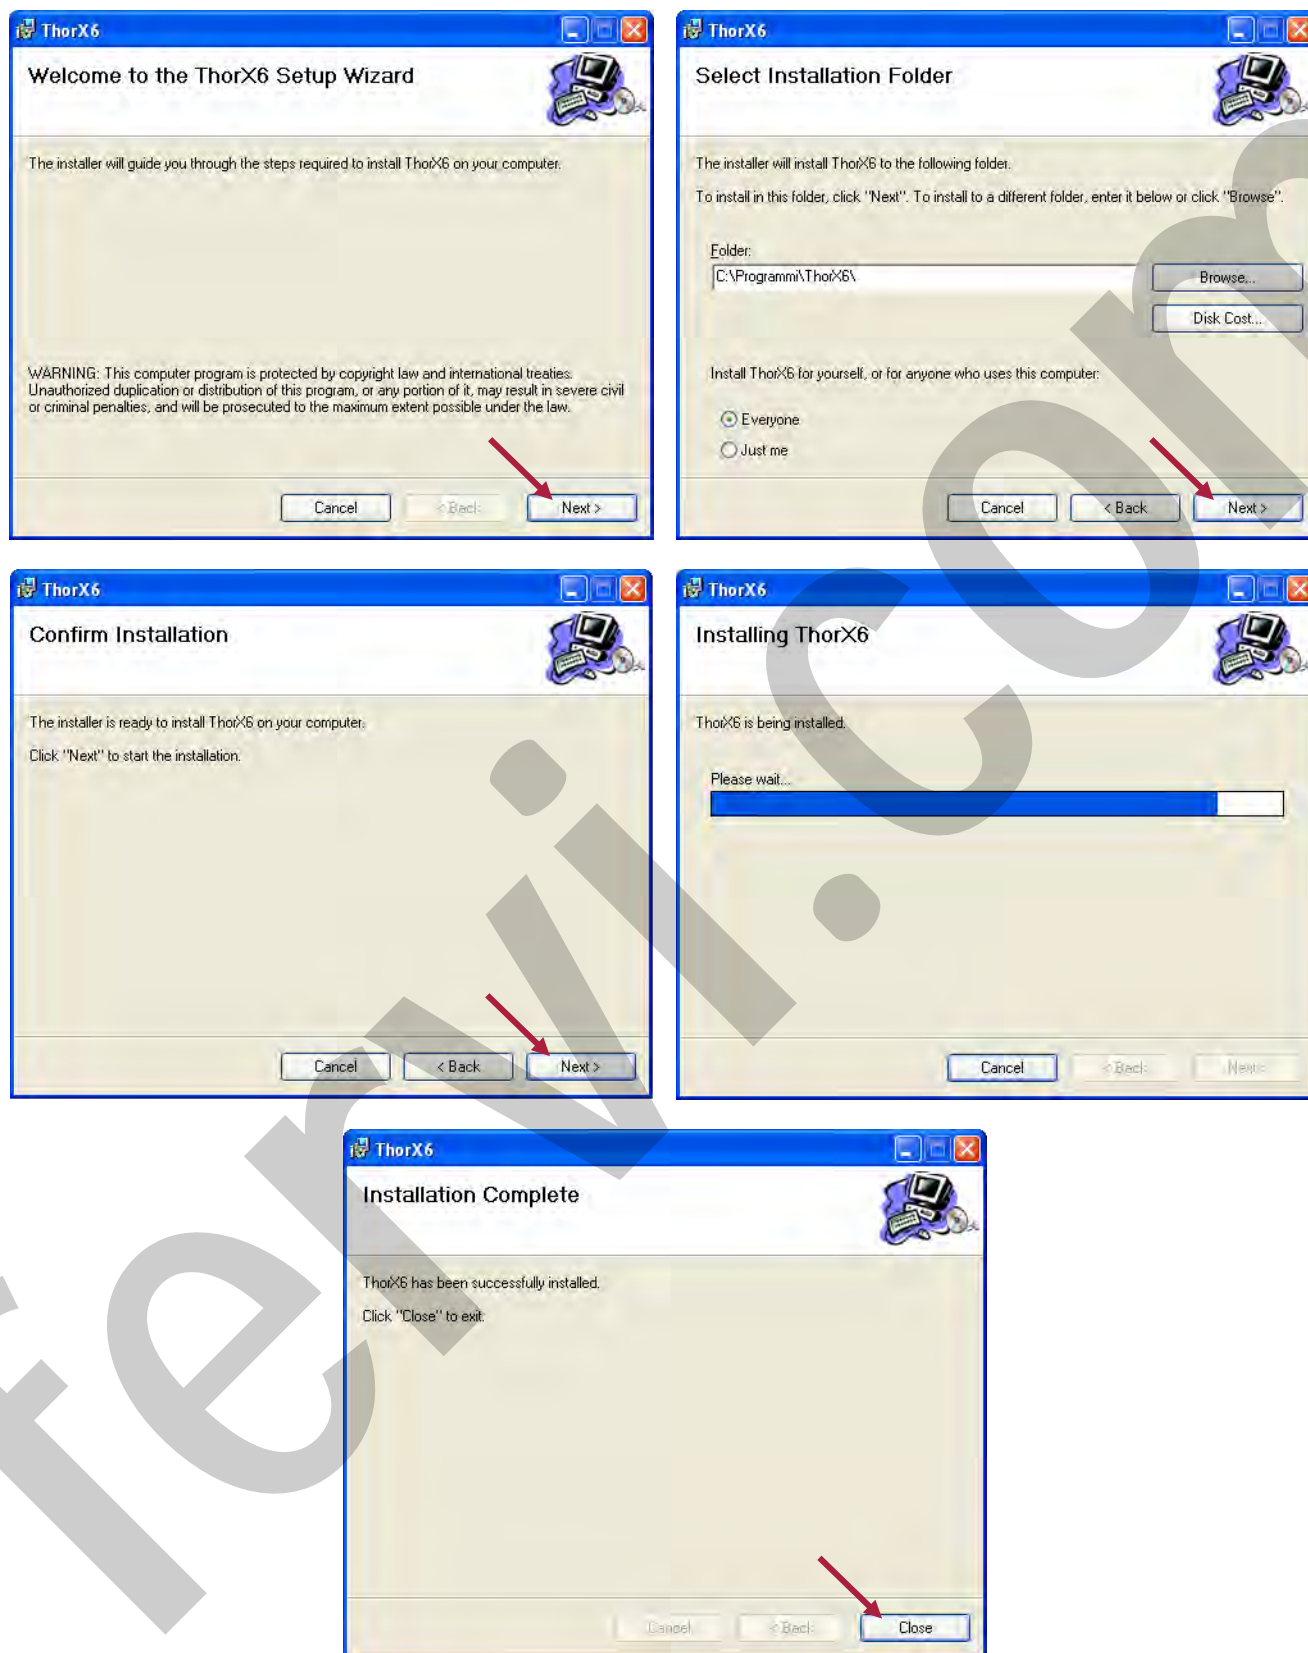 ThorX6
Welcome to the ThorX6 Setup Wizard
The installer will guide you through the steps required to install ThorX6 on your computer.
WARNING: This computer program is protected by copyright law and international treaties.
Unauthorized duplication or distribution of this program, or any portion of it, may result in severe civil
or criminal penalties, and will be prosecuted to the maximum extent possible under the law.
Cancel
< Back
Next >
ThorX6
Select Installation Folder
The installer will install ThorX6 to the following folder.
To install in this folder, click "Next". To install to a different folder, enter it below or click "Browse".
Folder:
C:\Programmi\ThorX6\
Browse...
Disk Cost...
Install ThorX6 for yourself, or for anyone who uses this computer:
Everyone
Just me
Cancel
< Back
Next >
ThorX6
Confirm Installation
The installer is ready to install ThorX6 on your computer.
Click "Next" to start the installation.
Cancel
< Back
Next >
ThorX6
Installing ThorX6
ThorX6 is being installed.
Please wait...
Cancel
< Back
Next >
ThorX6
Installation Complete
ThorX6 has been successfully installed.
Click "Close" to exit.
Cancel
< Back
Close
fervi.com